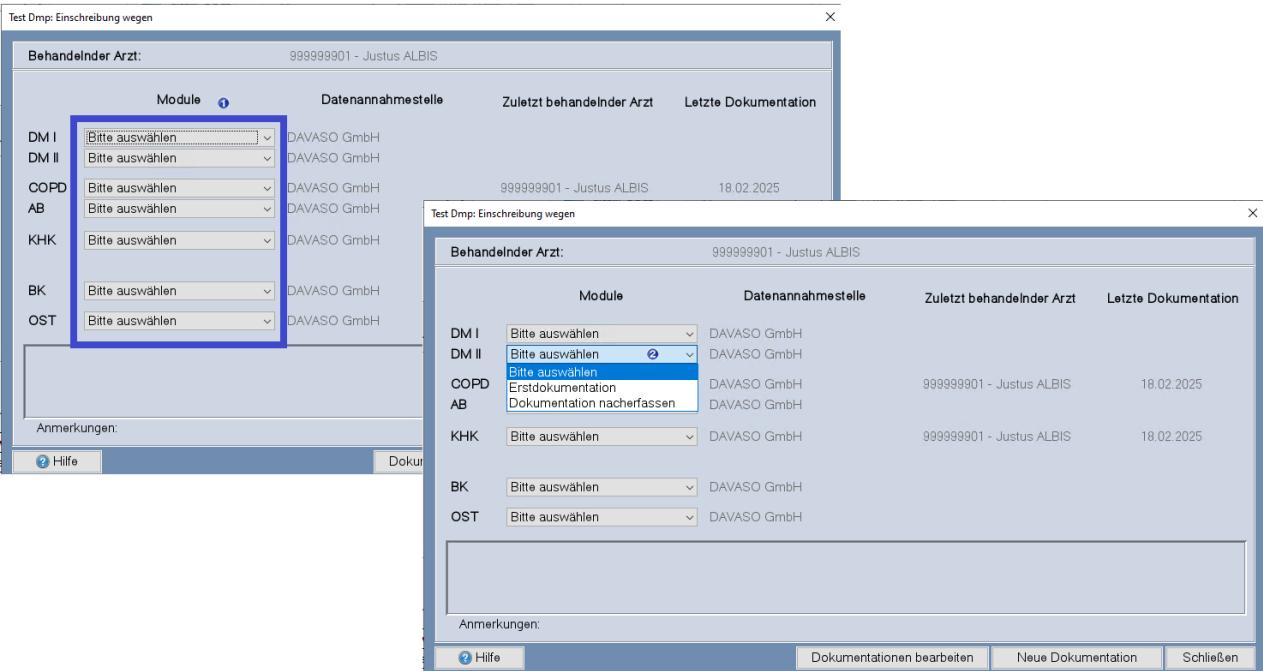 Test Dmp: Einschreibung wegen
Behandelnder Arzt: 999999901 - Justus ALBIS
Module 1 Datenannahmestelle Zuletzt behandelnder Arzt Letzte Dokumentation
DM I Bitte auswählen DAVASO GmbH
DM II Bitte auswählen DAVASO GmbH
COPD Bitte auswählen DAVASO GmbH 999999901 - Justus ALBIS 18.02.2025
AB Bitte auswählen DAVASO GmbH
KHK Bitte auswählen DAVASO GmbH
BK Bitte auswählen DAVASO GmbH
OST Bitte auswählen DAVASO GmbH
Anmerkungen:
Hilfe Dokum
Test Dmp: Einschreibung wegen
Behandelnder Arzt: 999999901 - Justus ALBIS
Module Datenannahmestelle Zuletzt behandelnder Arzt Letzte Dokumentation
DM I Bitte auswählen DAVASO GmbH
DM II Bitte auswählen 2 DAVASO GmbH
Bitte auswählen
Erstdokumentation
Dokumentation nacherfassen
COPD DAVASO GmbH 999999901 - Justus ALBIS 18.02.2025
AB DAVASO GmbH
KHK Bitte auswählen DAVASO GmbH 999999901 - Justus ALBIS 18.02.2025
BK Bitte auswählen DAVASO GmbH
OST Bitte auswählen DAVASO GmbH
Anmerkungen:
Hilfe Dokumentationen bearbeiten Neue Dokumentation Schließen